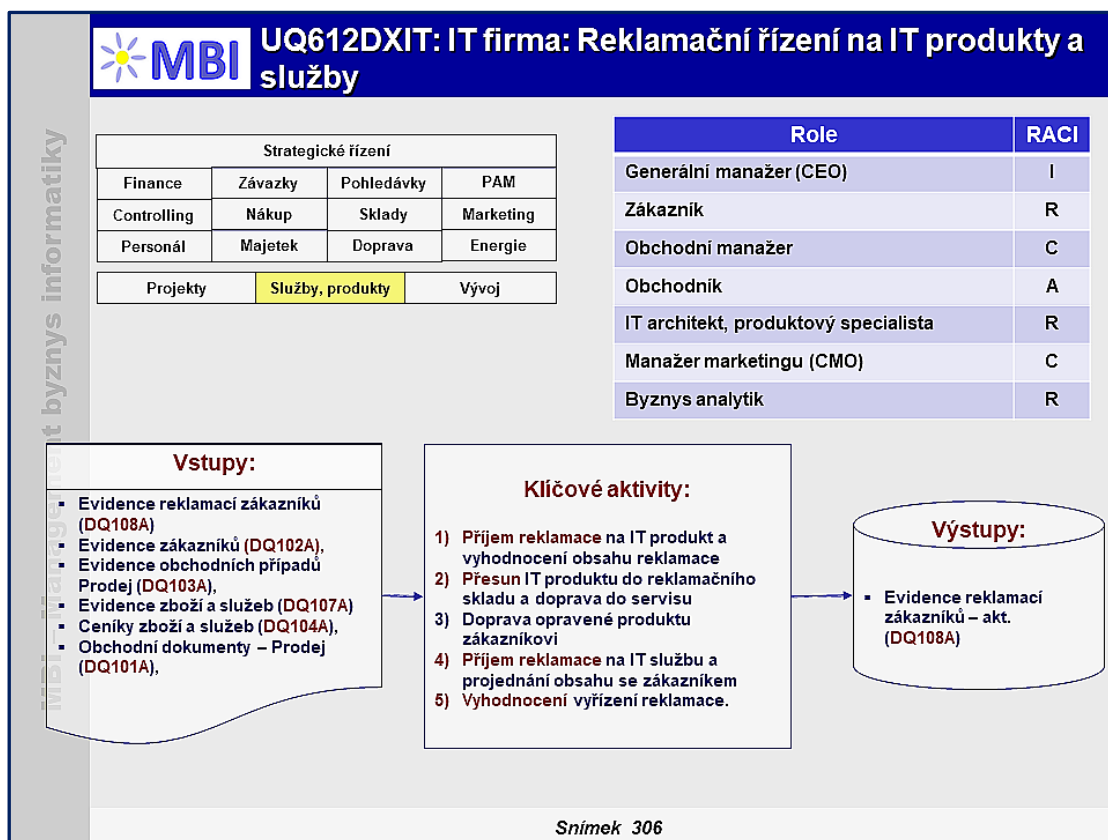 MBI
UQ612DXIT: IT firma: Reklamační řízení na IT produkty a
služby
MBI – Management byznys informatiky
Strategické řízení
Finance Závazky Pohledávky PAM
Controlling Nákup Sklady Marketing
Personál Majetek Doprava Energie
Projekty Služby, produkty Vývoj
Role RACI
Generální manažer (CEO) I
Zákazník R
Obchodní manažer C
Obchodník A
IT architekt, produktový specialista R
Manažer marketingu (CMO) C
Byznys analytik R
Vstupy:
▪ Evidence reklamací zákazníků
(DQ108A)
▪ Evidence zákazníků (DQ102A),
▪ Evidence obchodních případů
Prodej (DQ103A),
▪ Evidence zboží a služeb (DQ107A)
▪ Ceníky zboží a služeb (DQ104A),
▪ Obchodní dokumenty – Prodej
(DQ101A),
Klíčové aktivity:
1) Příjem reklamace na IT produkt a
vyhodnocení obsahu reklamace
2) Přesun IT produktu do reklamačního
skladu a doprava do servisu
3) Doprava opravené produktu
zákazníkovi
4) Příjem reklamace na IT službu a
projednání obsahu se zákazníkem
5) Vyhodnocení vyřízení reklamace.
Výstupy:
▪ Evidence reklamací
zákazníků – akt.
(DQ108A)
Snímek 306